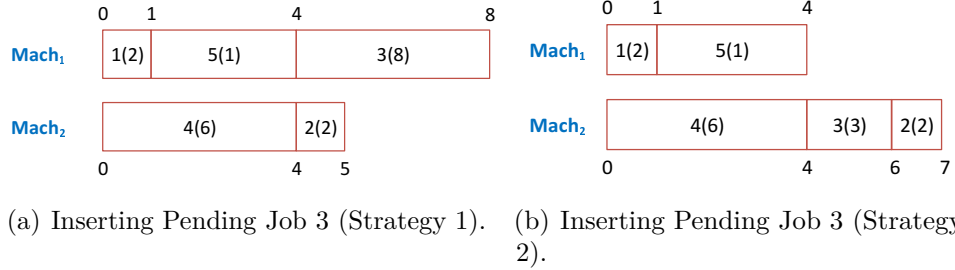 0 1 4 8
Mach₁ 1(2) 5(1) 3(8)
Mach₂ 4(6) 2(2)
0 4 5
(a) Inserting Pending Job 3 (Strategy 1).
0 1 4
Mach₁ 1(2) 5(1)
Mach₂ 4(6) 3(3) 2(2)
0 4 6 7
(b) Inserting Pending Job 3 (Strategy
2).